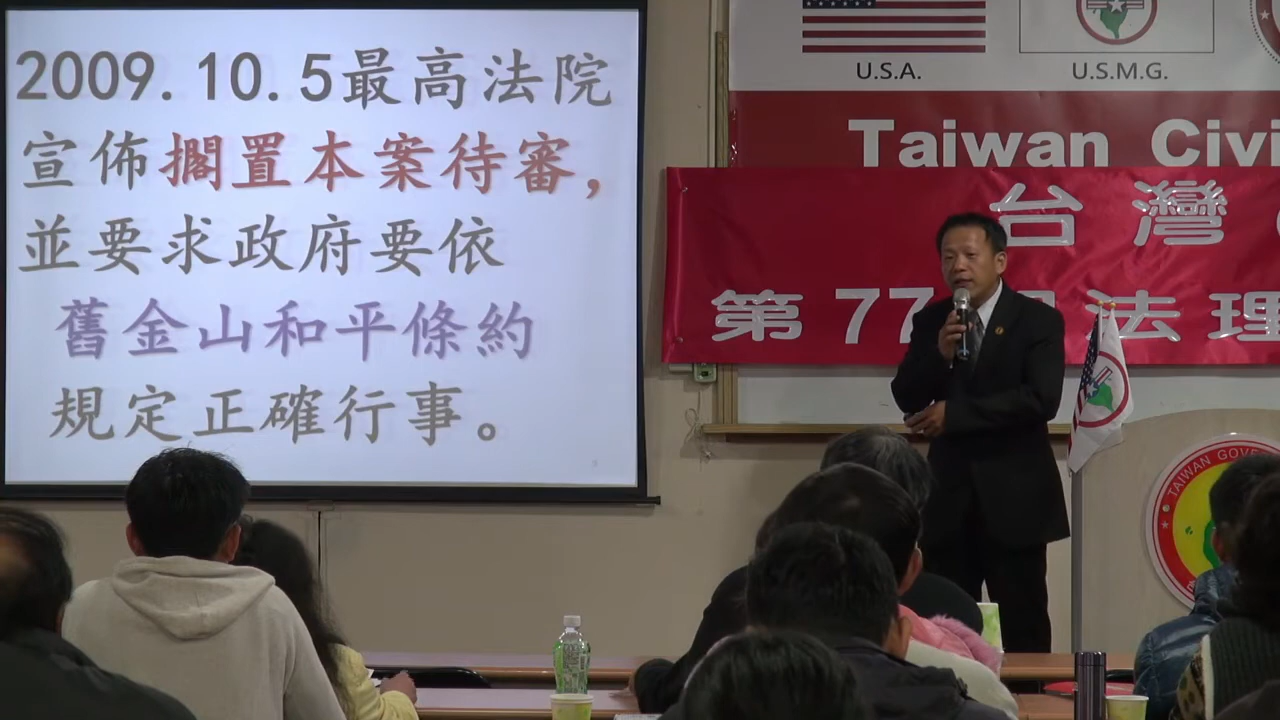 2009.10.5最高法院
宣佈擱置本案待審，
並要求政府要依
舊金山和平條約
規定正確行事。
U.S.A.
U.S.M.G.
Taiwan Civi
台灣
第77 法理
TAIWAN GOVER